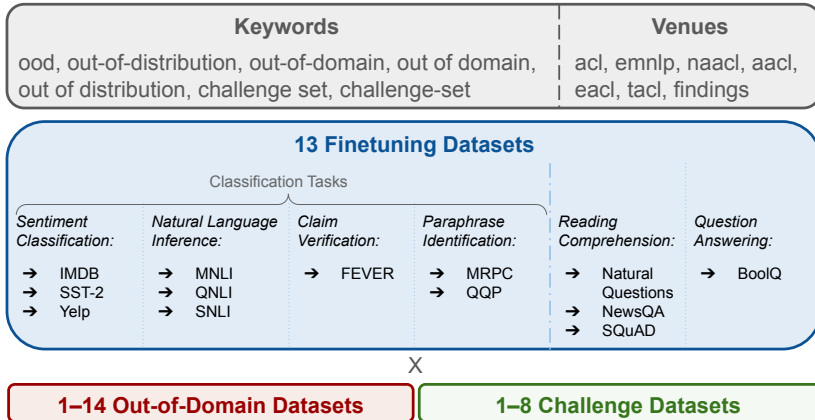 Keywords
ood, out-of-distribution, out-of-domain, out of domain,
out of distribution, challenge set, challenge-set
Venues
acl, emnlp, naacl, aacl,
eacl, tacl, findings
13 Finetuning Datasets
Classification Tasks
Sentiment
Classification:
➔ IMDB
➔ SST-2
➔ Yelp
Natural Language
Inference:
➔ MNLI
➔ QNLI
➔ SNLI
Claim
Verification:
➔ FEVER
Paraphrase
Identification:
➔ MRPC
➔ QQP
Reading
Comprehension:
➔ Natural
Questions
➔ NewsQA
➔ SQuAD
Question
Answering:
➔ BoolQ
X
1–14 Out-of-Domain Datasets
1–8 Challenge Datasets